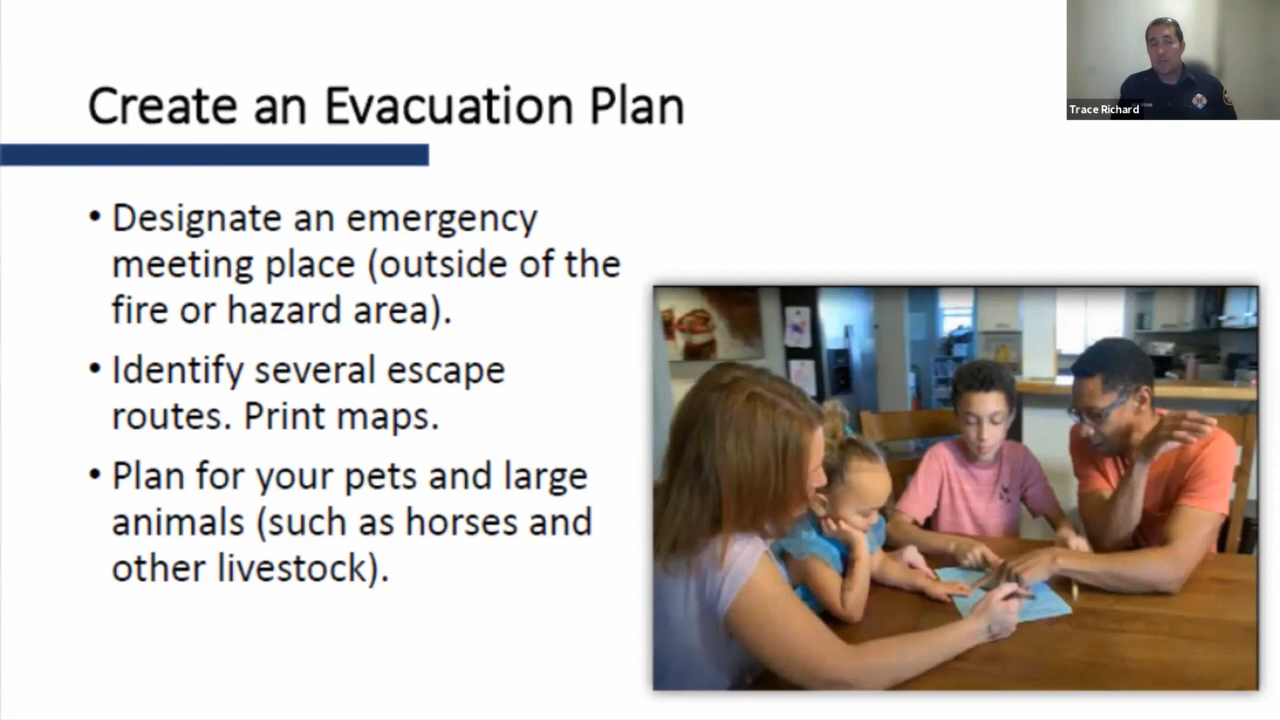 Create an Evacuation Plan
Trace Richard
• Designate an emergency
meeting place (outside of the
fire or hazard area).
• Identify several escape
routes. Print maps.
• Plan for your pets and large
animals (such as horses and
other livestock).